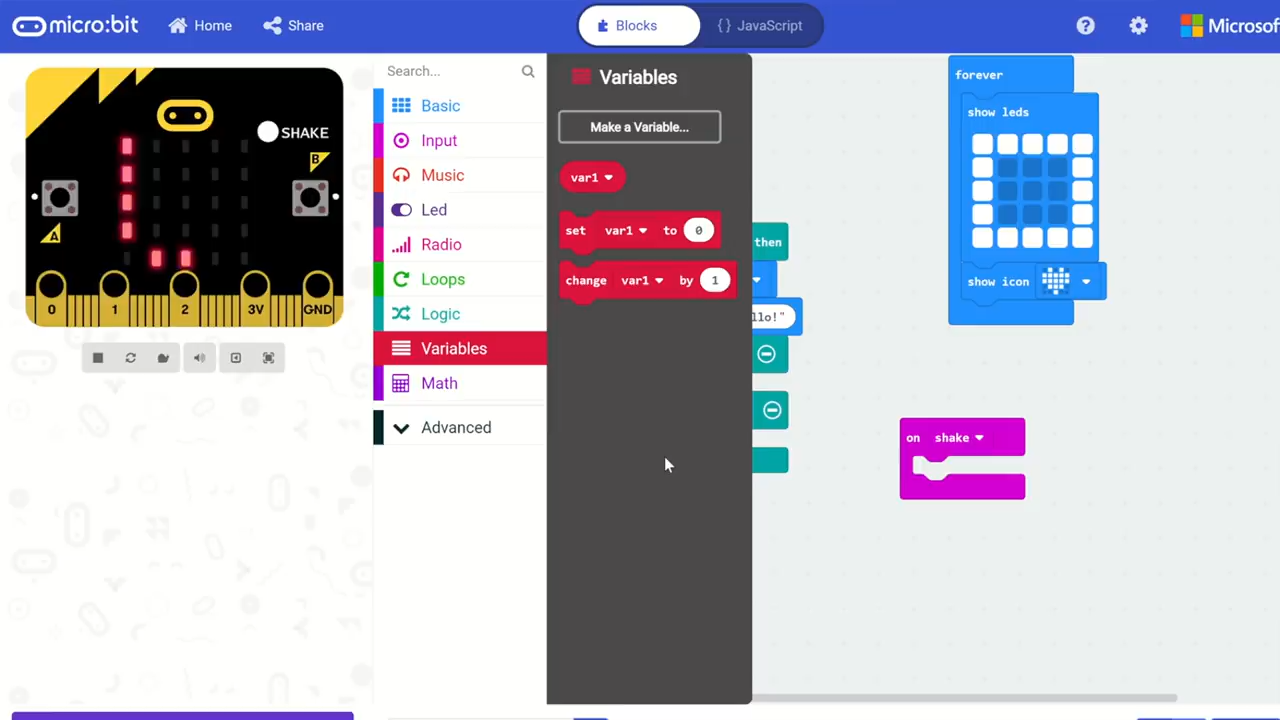 micro:bit
Home
Share
Blocks
{ } JavaScript
?
Microsof
SHAKE
B
A
0 1 2 3V GND
Search...
Basic
Input
Music
Led
Radio
Loops
Logic
Variables
Math
Advanced
Variables
Make a Variable...
var1
set var1 to 0
change var1 by 1
then
llo!"
forever
show leds
show icon
on shake